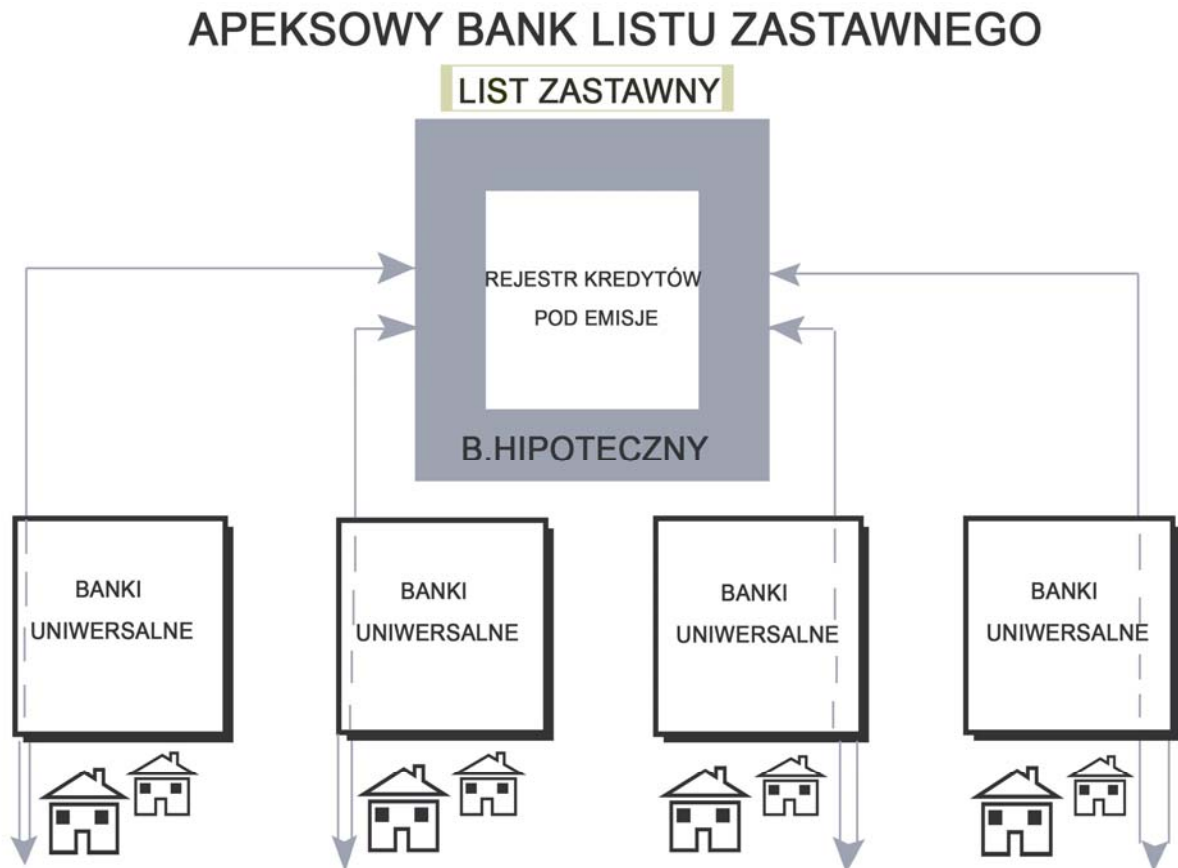 APEKSOWY BANK LISTU ZASTAWNEGO
LIST ZASTAWNY
REJESTR KREDYTÓW
POD EMISJE
B.HIPOTECZNY
BANKI
UNIWERSALNE
BANKI
UNIWERSALNE
BANKI
UNIWERSALNE
BANKI
UNIWERSALNE